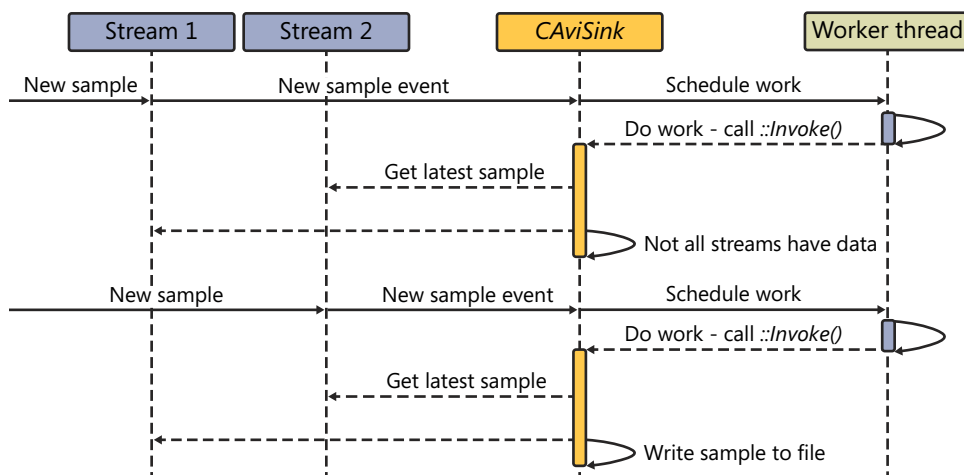 Stream 1
Stream 2
CAviSink
Worker thread
New sample
New sample event
Schedule work
Do work - call ::Invoke()
Get latest sample
Not all streams have data
New sample
New sample event
Schedule work
Do work - call ::Invoke()
Get latest sample
Write sample to file